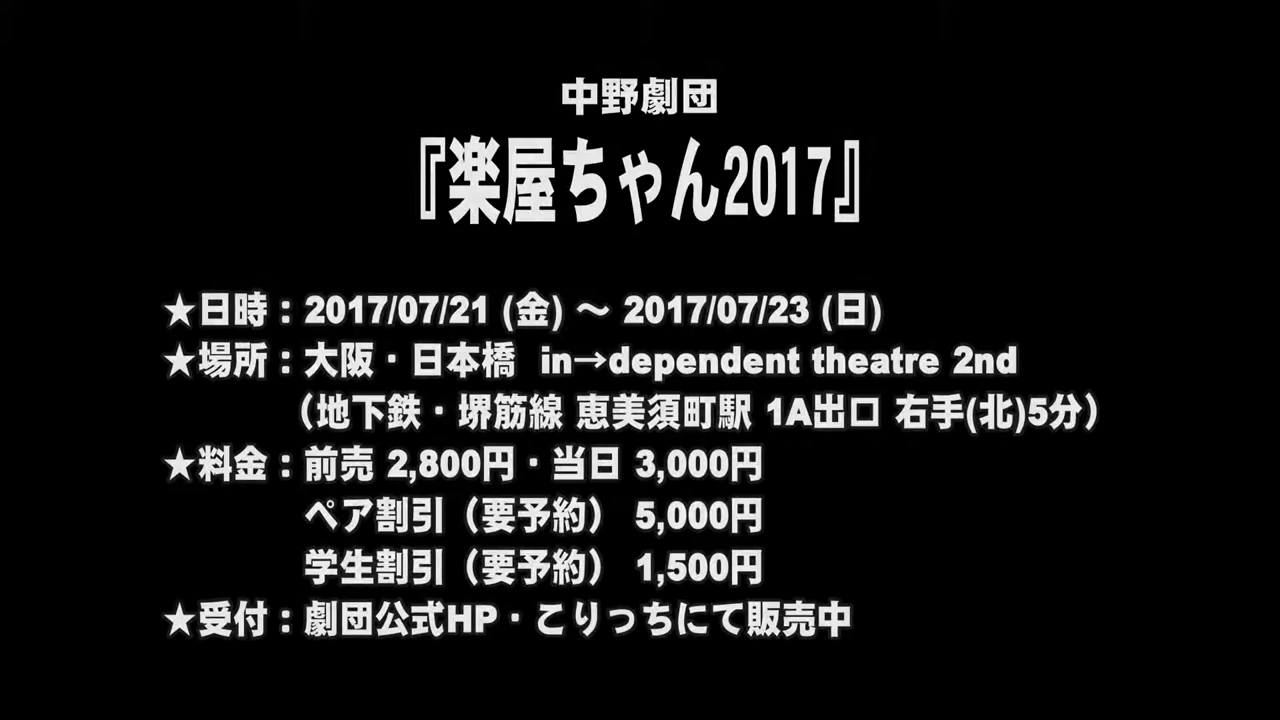 中野劇団
『楽屋ちゃん2017』
★日時：2017/07/21 (金) ～ 2017/07/23 (日)
★場所：大阪・日本橋 in→dependent theatre 2nd
（地下鉄・堺筋線 恵美須町駅 1A出口 右手(北)5分）
★料金：前売 2,800円・当日 3,000円
ペア割引（要予約） 5,000円
学生割引（要予約） 1,500円
★受付：劇団公式HP・こりっちにて販売中